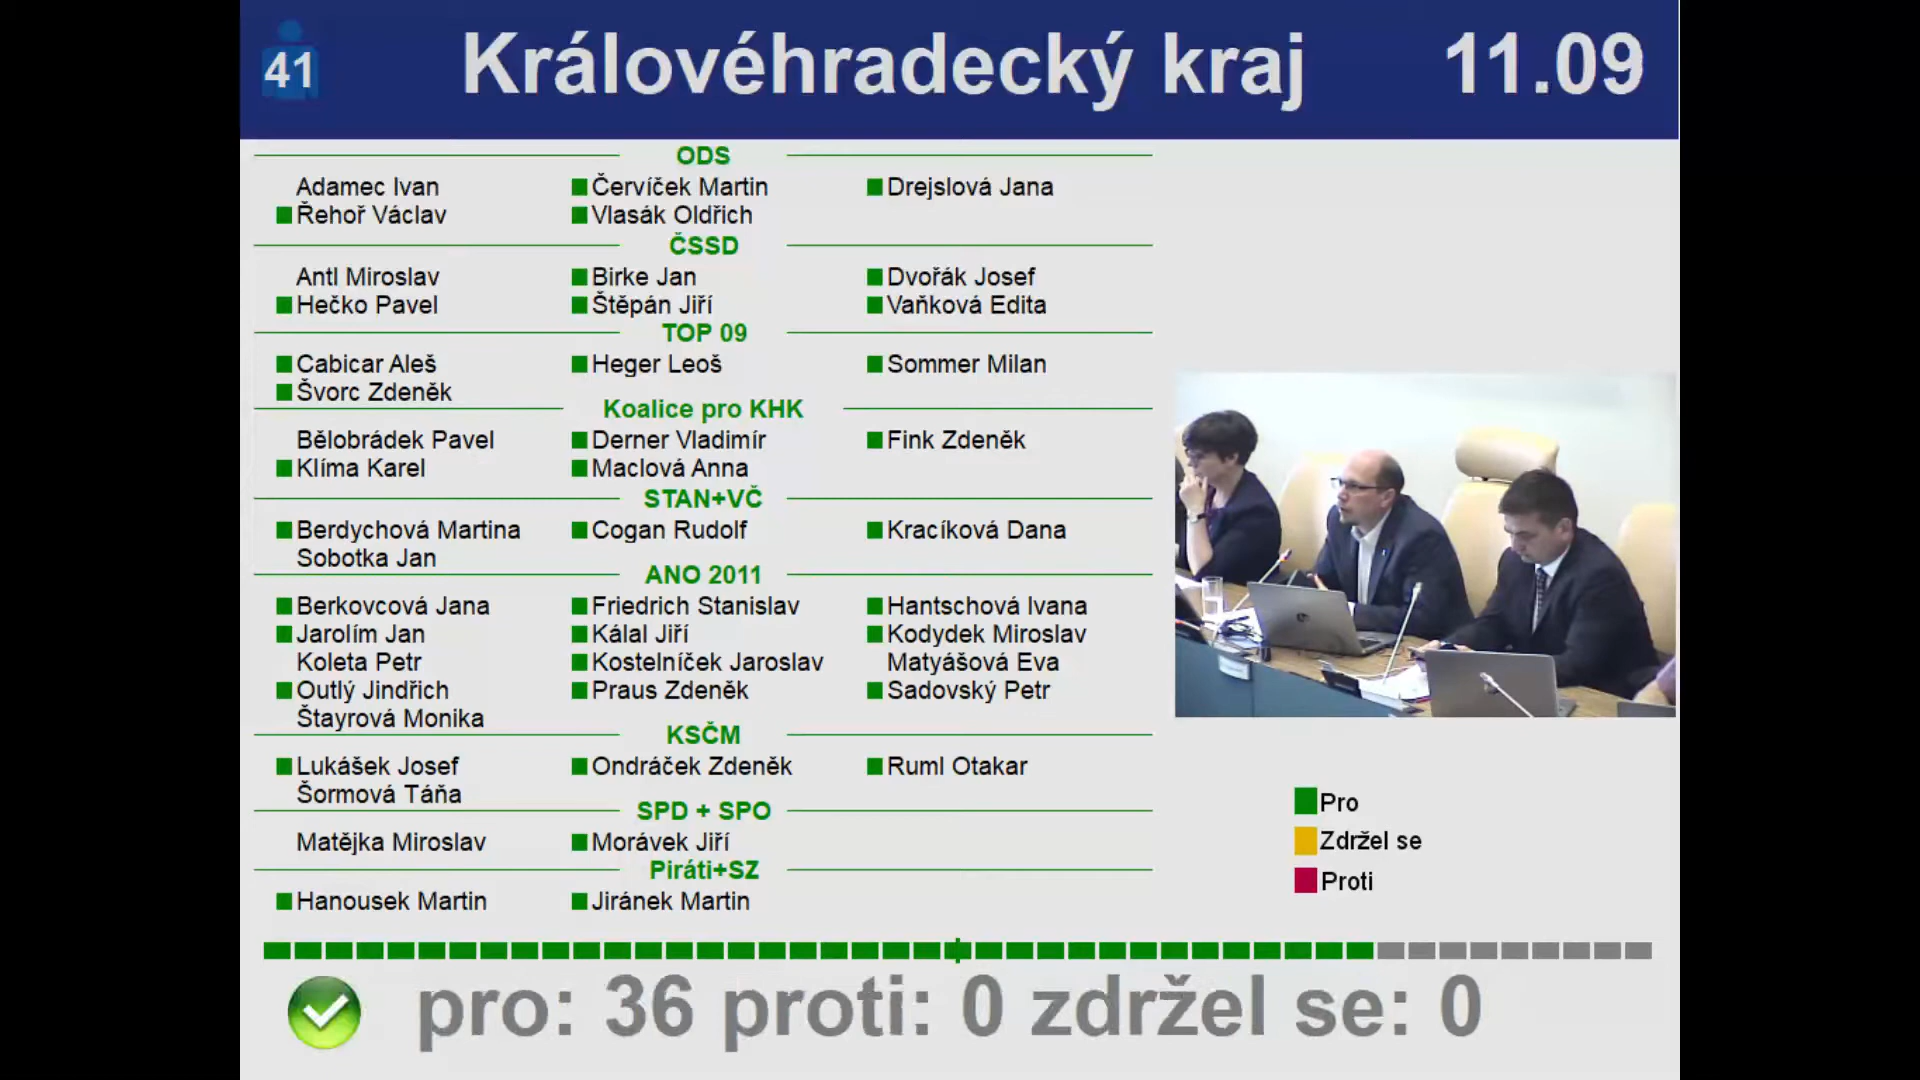 41 Královéhradecký kraj 11.09
ODS
Adamec Ivan Červíček Martin Drejslová Jana
Řehoř Václav Vlasák Oldřich
ČSSD
Antl Miroslav Birke Jan Dvořák Josef
Hečko Pavel Štěpán Jiří Vaňková Edita
TOP 09
Cabicar Aleš Heger Leoš Sommer Milan
Švorc Zdeněk
Koalice pro KHK
Bělobrádek Pavel Derner Vladimír Fink Zdeněk
Klíma Karel Maclová Anna
STAN+VČ
Berdychová Martina Cogan Rudolf Kracíková Dana
Sobotka Jan
ANO 2011
Berkovcová Jana Friedrich Stanislav Hantschová Ivana
Jarolím Jan Kálal Jiří Kodydek Miroslav
Koleta Petr Kostelníček Jaroslav Matyášová Eva
Outlý Jindřich Praus Zdeněk Sadovský Petr
Štayrová Monika
KSČM
Lukášek Josef Ondráček Zdeněk Ruml Otakar
Šormová Táňa
SPD + SPO
Matějka Miroslav Morávek Jiří
Piráti+SZ
Hanousek Martin Jiránek Martin
Pro
Zdržel se
Proti
pro: 36 proti: 0 zdržel se: 0